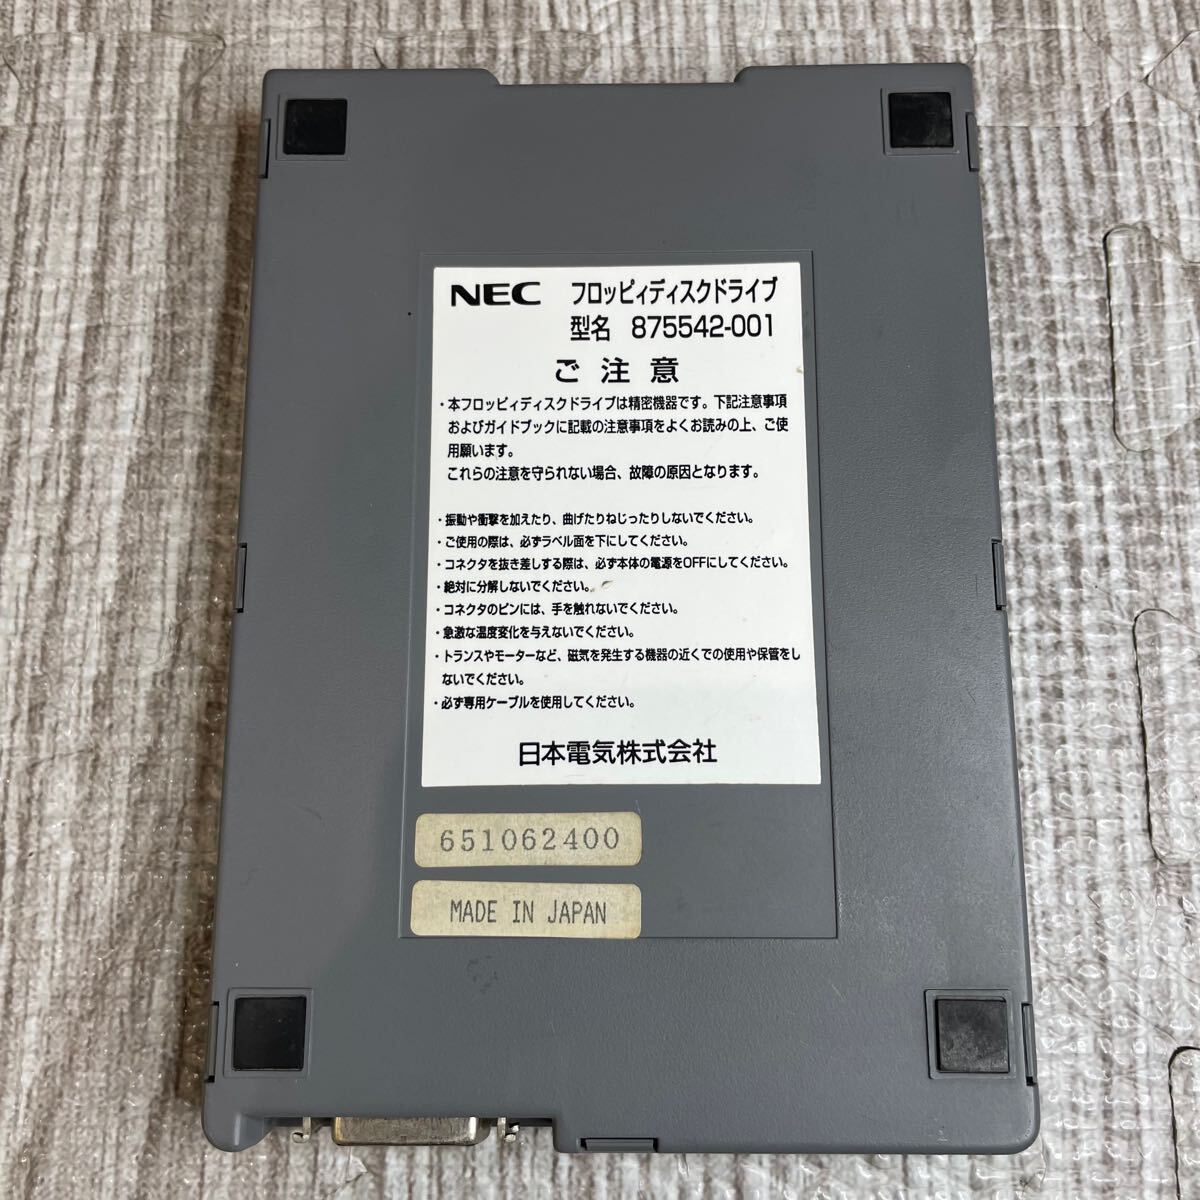 NEC フロッピィディスクドライブ
型名 875542-001
ご注意
・本フロッピィディスクドライブは精密機器です。下記注意事項
およびガイドブックに記載の注意事項をよくお読みの上、ご使
用願います。
これらの注意を守られない場合、故障の原因となります。
・振動や衝撃を加えたり、曲げたりねじったりしないでください。
・ご使用の際は、必ずラベル面を下にしてください。
・コネクタを抜き差しする際は、必ず本体の電源をOFFにしてください。
・絶対に分解しないでください。
・コネクタのピンには、手を触れないでください。
・急激な温度変化を与えないでください。
・トランスやモーターなど、磁気を発生する機器の近くでの使用や保管をし
ないでください。
・必ず専用ケーブルを使用してください。
日本電気株式会社
651062400
MADE IN JAPAN